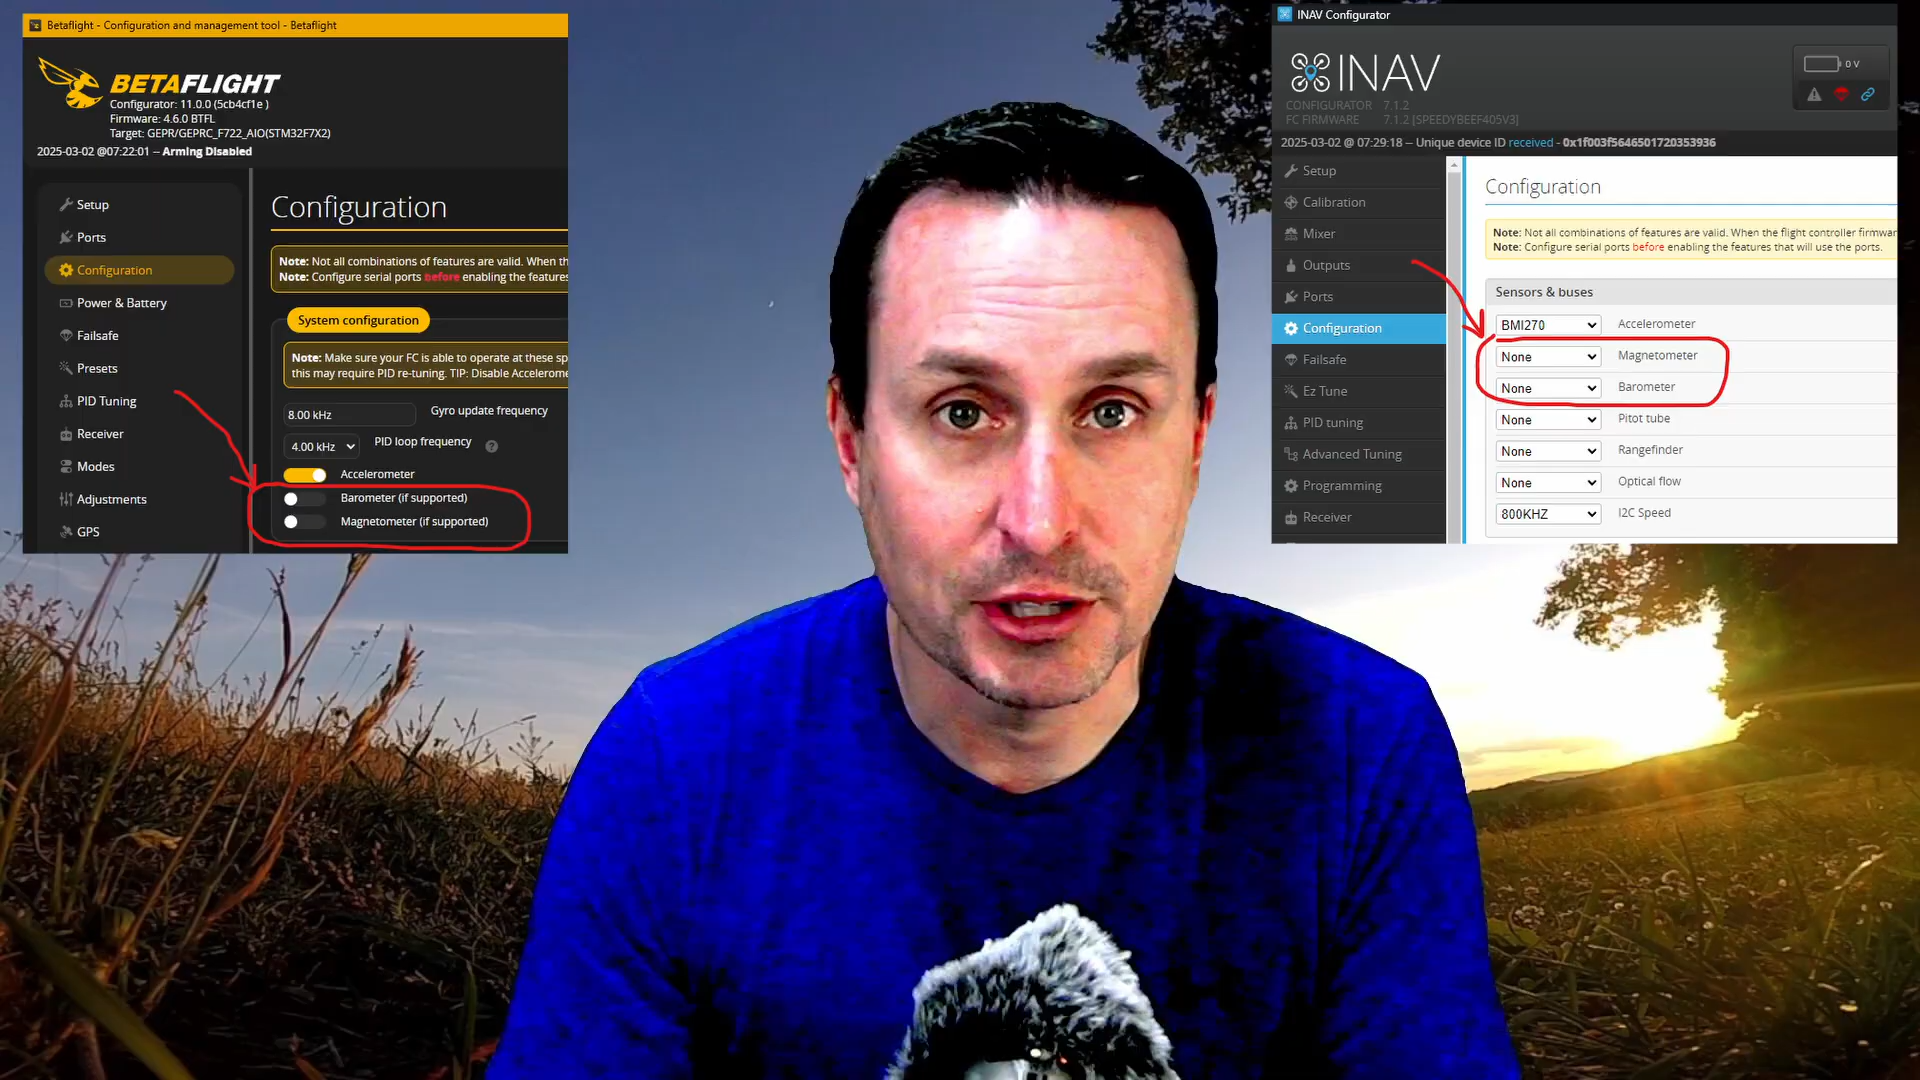 Betaflight - Configuration and management tool - Betaflight
BETAFLIGHT
Configurator: 11.0.0 (5cb4cf1e )
Firmware: 4.6.0 BTFL
Target: GEPR/GEPRC_F722_AIO(STM32F7X2)
2025-03-02 @07:22:01 -- Arming Disabled
Setup
Ports
Configuration
Power & Battery
Failsafe
Presets
PID Tuning
Receiver
Modes
Adjustments
GPS
Configuration
Note: Not all combinations of features are valid. When th
Note: Configure serial ports before enabling the features
System configuration
Note: Make sure your FC is able to operate at these sp
this may require PID re-tuning. TIP: Disable Accelerome
8.00 kHz Gyro update frequency
4.00 kHz PID loop frequency ?
Accelerometer
Barometer (if supported)
Magnetometer (if supported)
INAV Configurator
INAV
CONFIGURATOR 7.1.2
FC FIRMWARE 7.1.2 [SPEEDYBEEF405V3]
0 V
2025-03-02 @ 07:29:18 -- Unique device ID received - 0x1f003f5646501720353936
Setup
Calibration
Mixer
Outputs
Ports
Configuration
Failsafe
Ez Tune
PID tuning
Advanced Tuning
Programming
Receiver
Configuration
Note: Not all combinations of features are valid. When the flight controller firmwar
Note: Configure serial ports before enabling the features that will use the ports.
Sensors & buses
BMI270 Accelerometer
None Magnetometer
None Barometer
None Pitot tube
None Rangefinder
None Optical flow
800KHZ I2C Speed